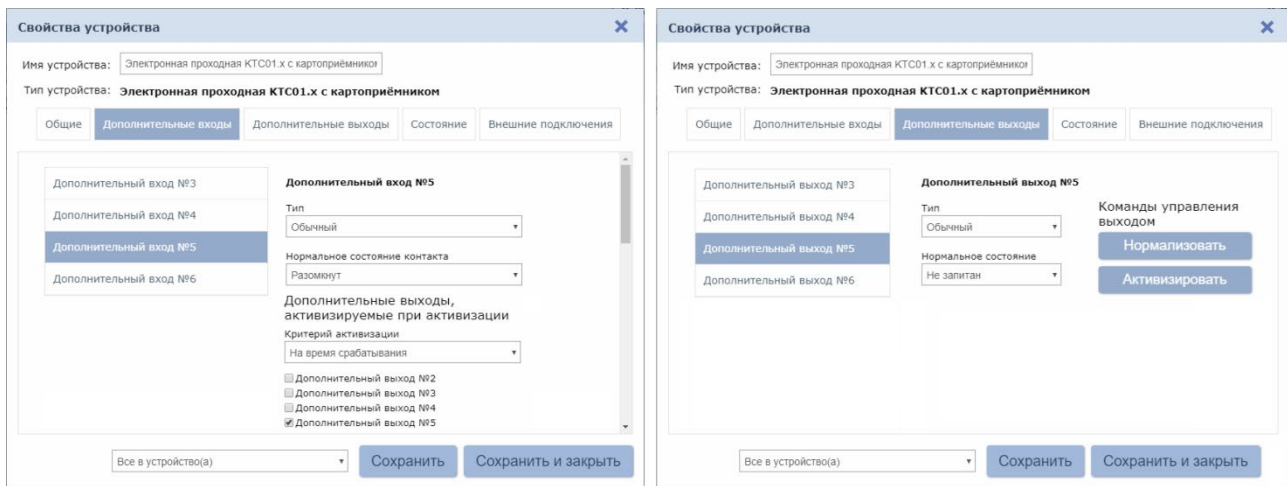 Свойства устройства
Имя устройства: Электронная проходная КТС01.х с картоприёмником
Тип устройства: Электронная проходная КТС01.х с картоприёмником
Общие Дополнительные входы Дополнительные выходы Состояние Внешние подключения
Дополнительный вход №3
Дополнительный вход №4
Дополнительный вход №5
Дополнительный вход №6
Дополнительный вход №5
Тип
Обычный
Нормальное состояние контакта
Разомкнут
Дополнительные выходы,
активизируемые при активизации
Критерий активизации
На время срабатывания
Дополнительный выход №2
Дополнительный выход №3
Дополнительный выход №4
Дополнительный выход №5
Все в устройство(а) Сохранить Сохранить и закрыть
Свойства устройства
Имя устройства: Электронная проходная КТС01.х с картоприёмником
Тип устройства: Электронная проходная КТС01.х с картоприёмником
Общие Дополнительные входы Дополнительные выходы Состояние Внешние подключения
Дополнительный выход №3
Дополнительный выход №4
Дополнительный выход №5
Дополнительный выход №6
Дополнительный выход №5
Тип
Обычный
Нормальное состояние
Не запитан
Команды управления
выходом
Нормализовать
Активизировать
Все в устройство(а) Сохранить Сохранить и закрыть